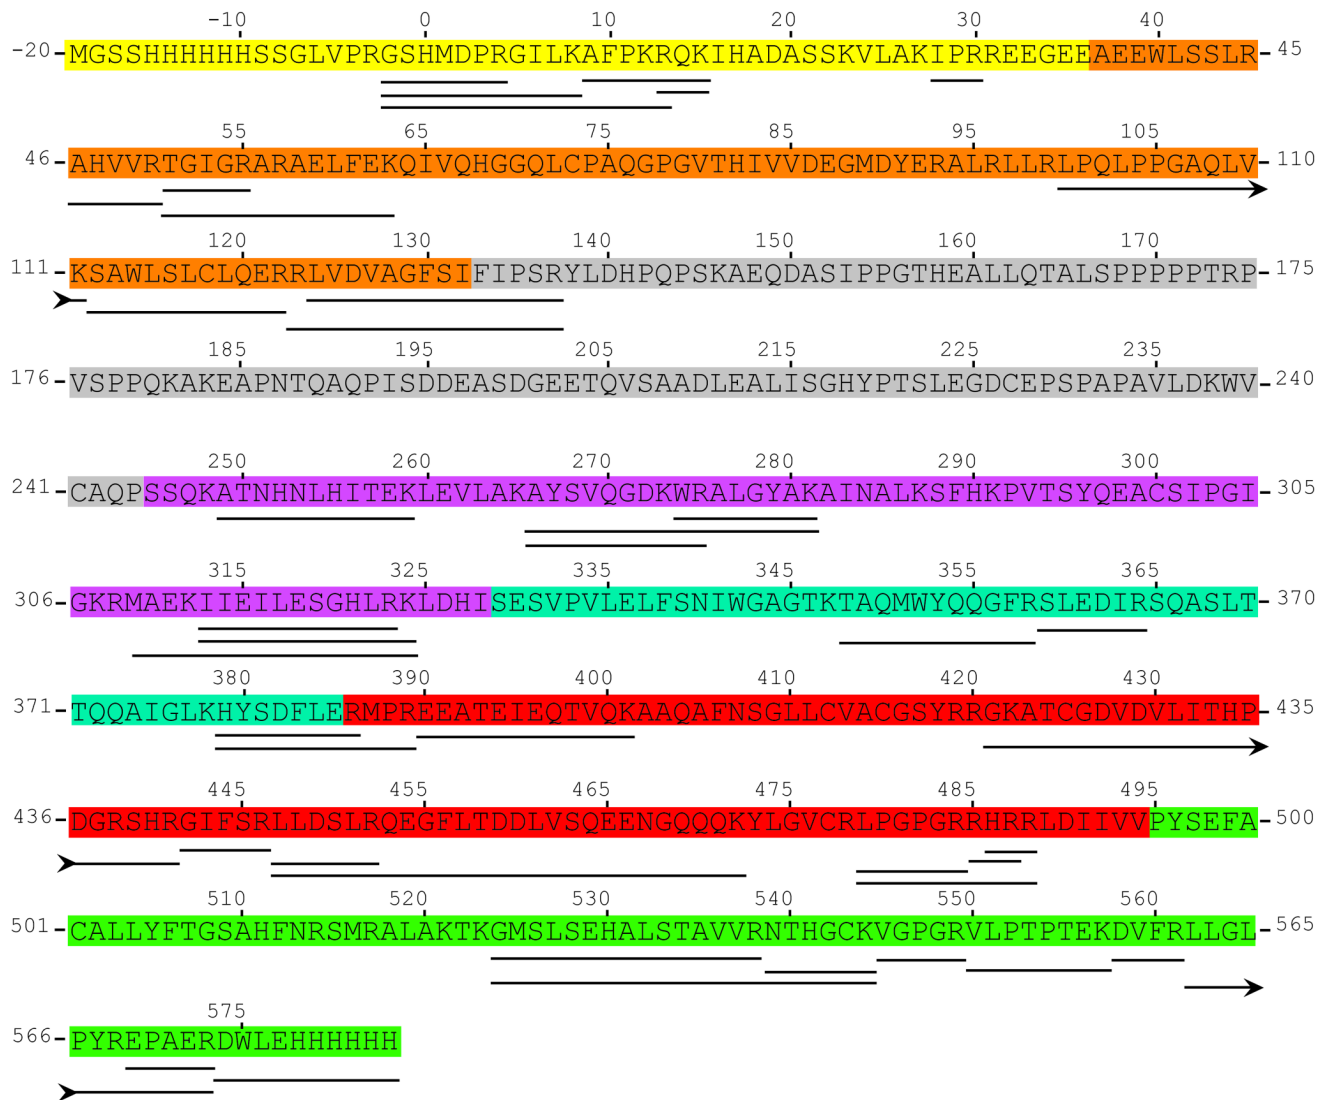 -10 0 10 20 30 40
-20 MGSSHHHHHHSSGLVPRGSHMDPRGILKAFPKRQKIHADASSKVLAKIPRREEGEEAEEWLSSLR 45
55 65 75 85 95 105
46 AHVVRTGIGRARAELFEKQIVQHGGQLCPAQGPGVTHIVVDEGMDYERALRLLRLPQLPPGAQLV 110
120 130 140 150 160 170
111 KSAWLSLCLQERRLVDVAGFSIFIPSRYLDHPQPSKAEQDASIPPGTHEALLQTALSPPPPPTRP 175
185 195 205 215 225 235
176 VSPPQKAKEAPNTQAQPISDDEASDGEETQVSAADLEALISGHYPTSLEGDCEPSPAPAVLDKWV 240
250 260 270 280 290 300
241 CAQPSSQKATNHNLHITEKLEVLAKAYSVQGDKWRALGYAKAINALKSFHKPVTSYQEACSIPGI 305
315 325 335 345 355 365
306 GKRMAEKIIEILESGHLRKLDHISESVPVLELFSNIWGAGTKTAQMWYQQGFRSLEDIRSQASLT 370
380 390 400 410 420 430
371 TQQAIGLKHYSDFLERMPREEATEIEQTVQKAAQAFNSGLLCVACGSYRRGKATCGDVDVLITHP 435
445 455 465 475 485 495
436 DGRSHRGIFSRLLDSLRQEGFLTDDLVSQEENGQQQKYLGVCRLPGPGRRHRRLDIIVVPYSEFA 500
510 520 530 540 550 560
501 CALLYFTGSAHFNRSMRALAKTKGMSLSEHALSTAVVRNTHGCKVGPGRVLPTPTEKDVFRLLGL 565
575
566 PYREPAERDWLEHHHHHH